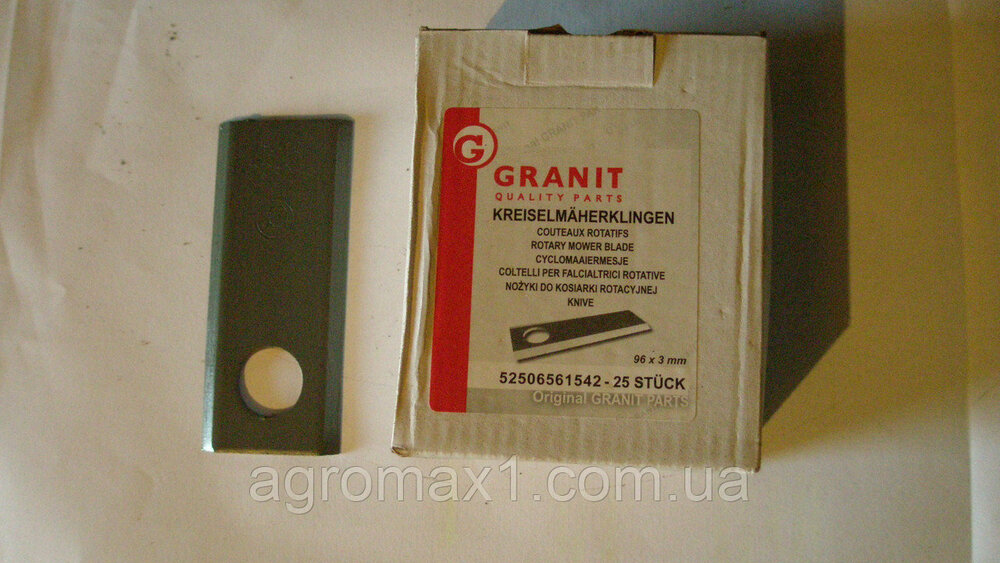 G
GRANIT
QUALITY PARTS
KREISELMÄHERKLINGEN
COUTEAUX ROTATIFS
ROTARY MOWER BLADE
CYCLOMAAIERMESJE
COLTELLI PER FALCIALTRICI ROTATIVE
NOŻYKI DO KOSIARKI ROTACYJNEJ
KNIVE
96 x 3 mm
52506561542 - 25 STÜCK
Original GRANIT PARTS
agromax1.com.ua